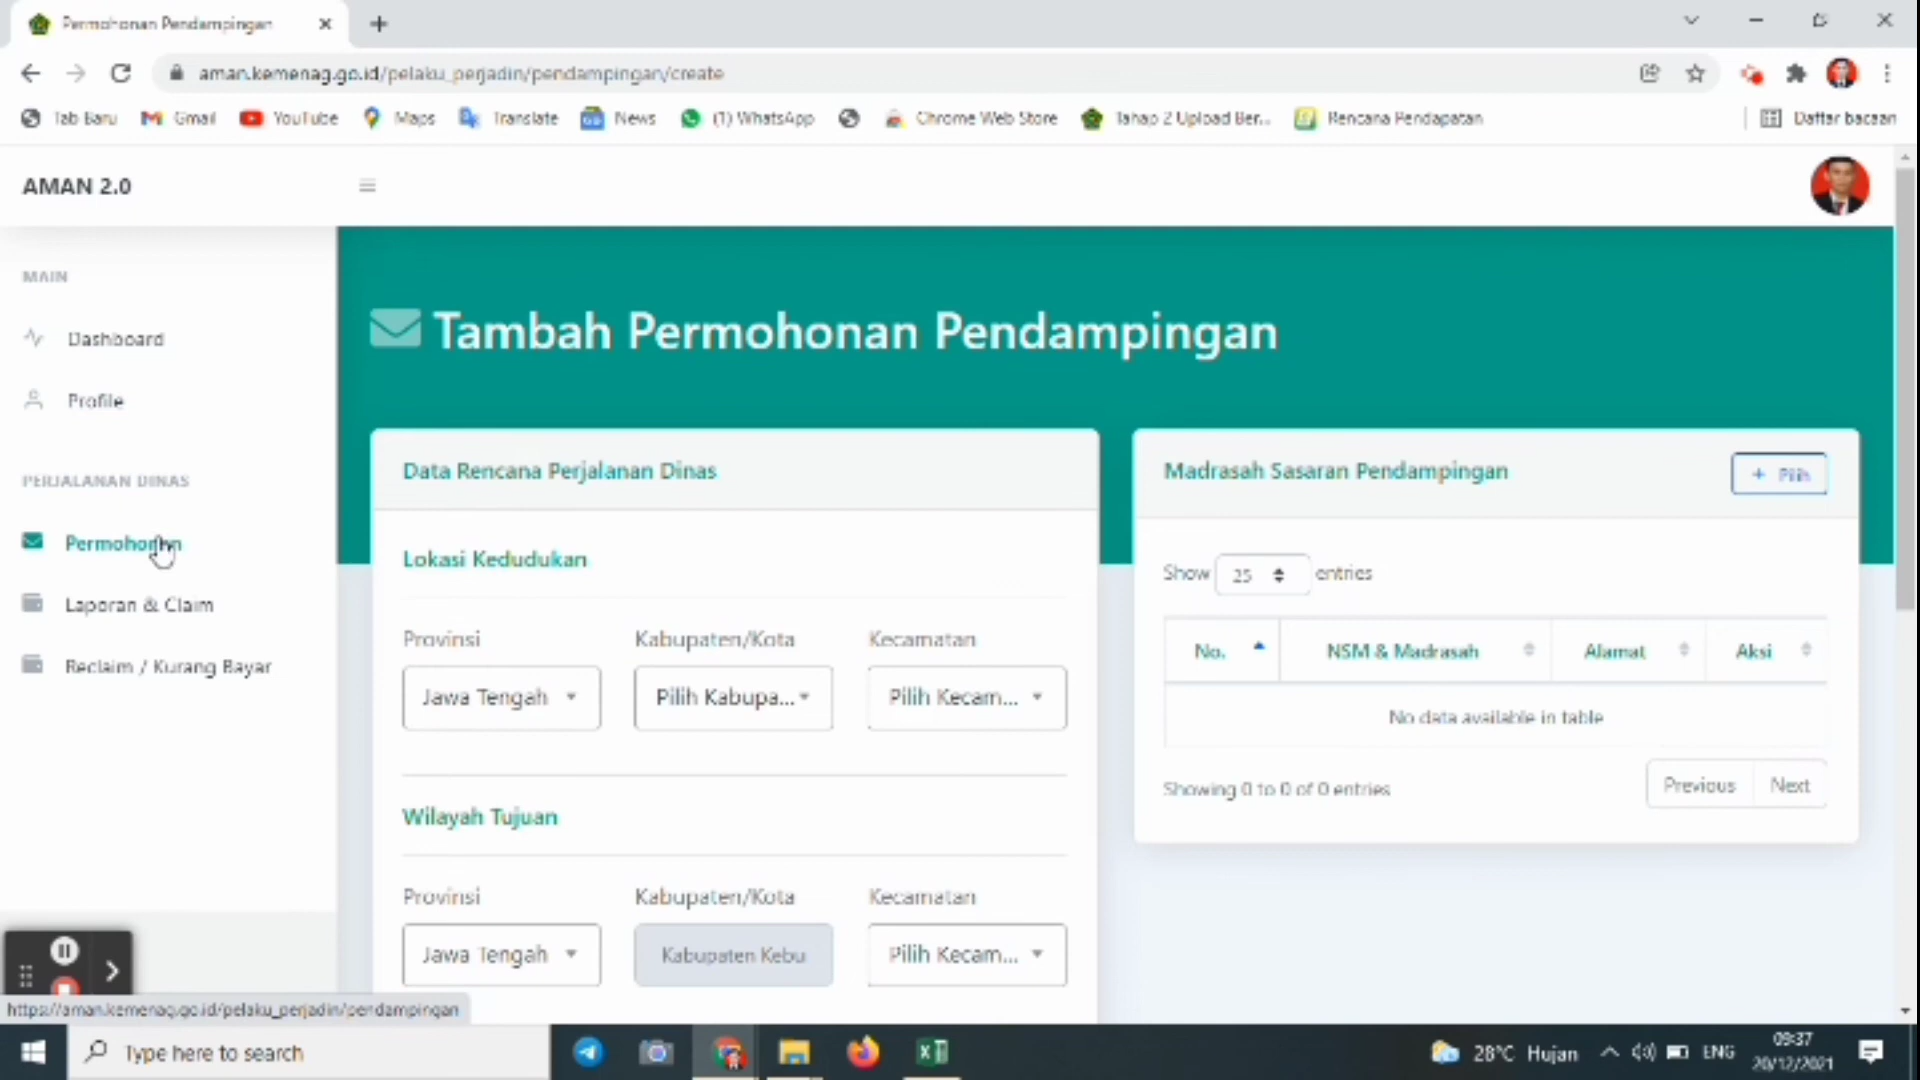 Permohonan Pendampingan
aman.kemenag.go.id/pelaku_perjadin/pendampingan/create
Tab Baru Gmail YouTube Maps Translate News (1) WhatsApp Chrome Web Store Tahap 2 Upload Ber... Rencana Pendapatan Daftar bacaan
AMAN 2.0
MAIN
Dashboard
Profile
PERJALANAN DINAS
Permohonan
Laporan & Claim
Reclaim / Kurang Bayar
Tambah Permohonan Pendampingan
Data Rencana Perjalanan Dinas
Lokasi Kedudukan
Provinsi Kabupaten/Kota Kecamatan
Jawa Tengah Pilih Kabupa... Pilih Kecam...
Wilayah Tujuan
Provinsi Kabupaten/Kota Kecamatan
Jawa Tengah Kabupaten Kebu Pilih Kecam...
Madrasah Sasaran Pendampingan + Pilih
Show 25 entries
No. NSM & Madrasah Alamat Aksi
No data available in table
Showing 0 to 0 of 0 entries Previous Next
https://aman.kemenag.go.id/pelaku_perjadin/pendampingan
Type here to search
28°C Hujan ENG
09:37
20/12/2021